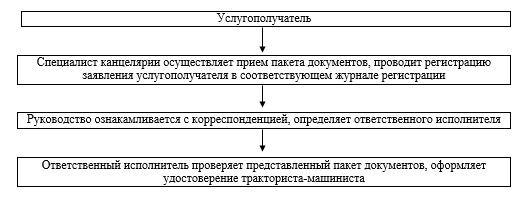 Услугополучатель
Специалист канцелярии осуществляет прием пакета документов, проводит регистрацию
заявления услугополучателя в соответствующем журнале регистрации
Руководство ознакамливается с корреспонденцией, определяет ответственного исполнителя
Ответственный исполнитель проверяет представленный пакет документов, оформляет
удостоверение тракториста-машиниста